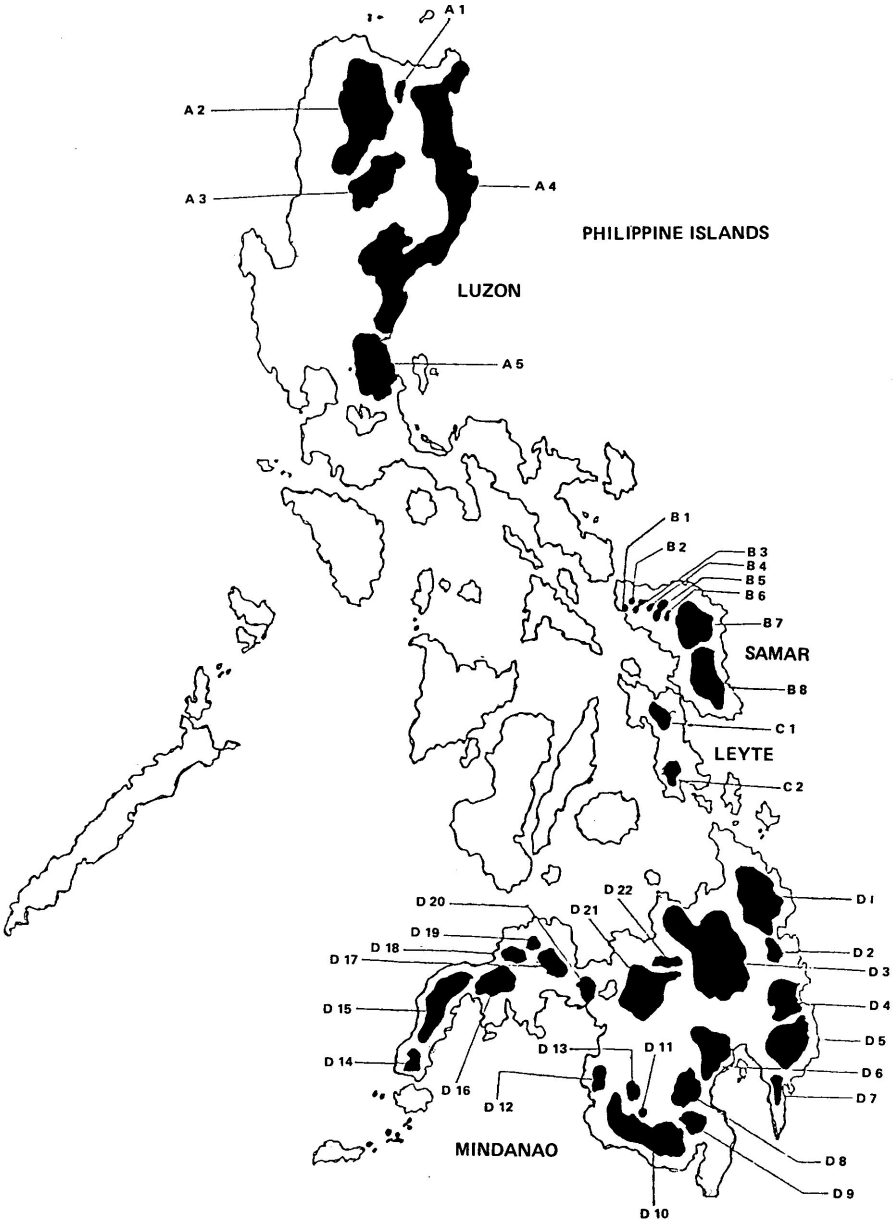 A 1
A 2
A 3
A 4
PHILIPPINE ISLANDS
LUZON
A 5
B 1
B 2
B 3
B 4
B 5
B 6
B 7
SAMAR
B 8
C 1
LEYTE
C 2
D 22
D 20
D 21
D 1
D 19
D 18
D 17
D 2
D 3
D 15
D 4
D 5
D 13
D 11
D 14
D 6
D 16
D 12
D 7
MINDANAO
D 8
D 9
D 10